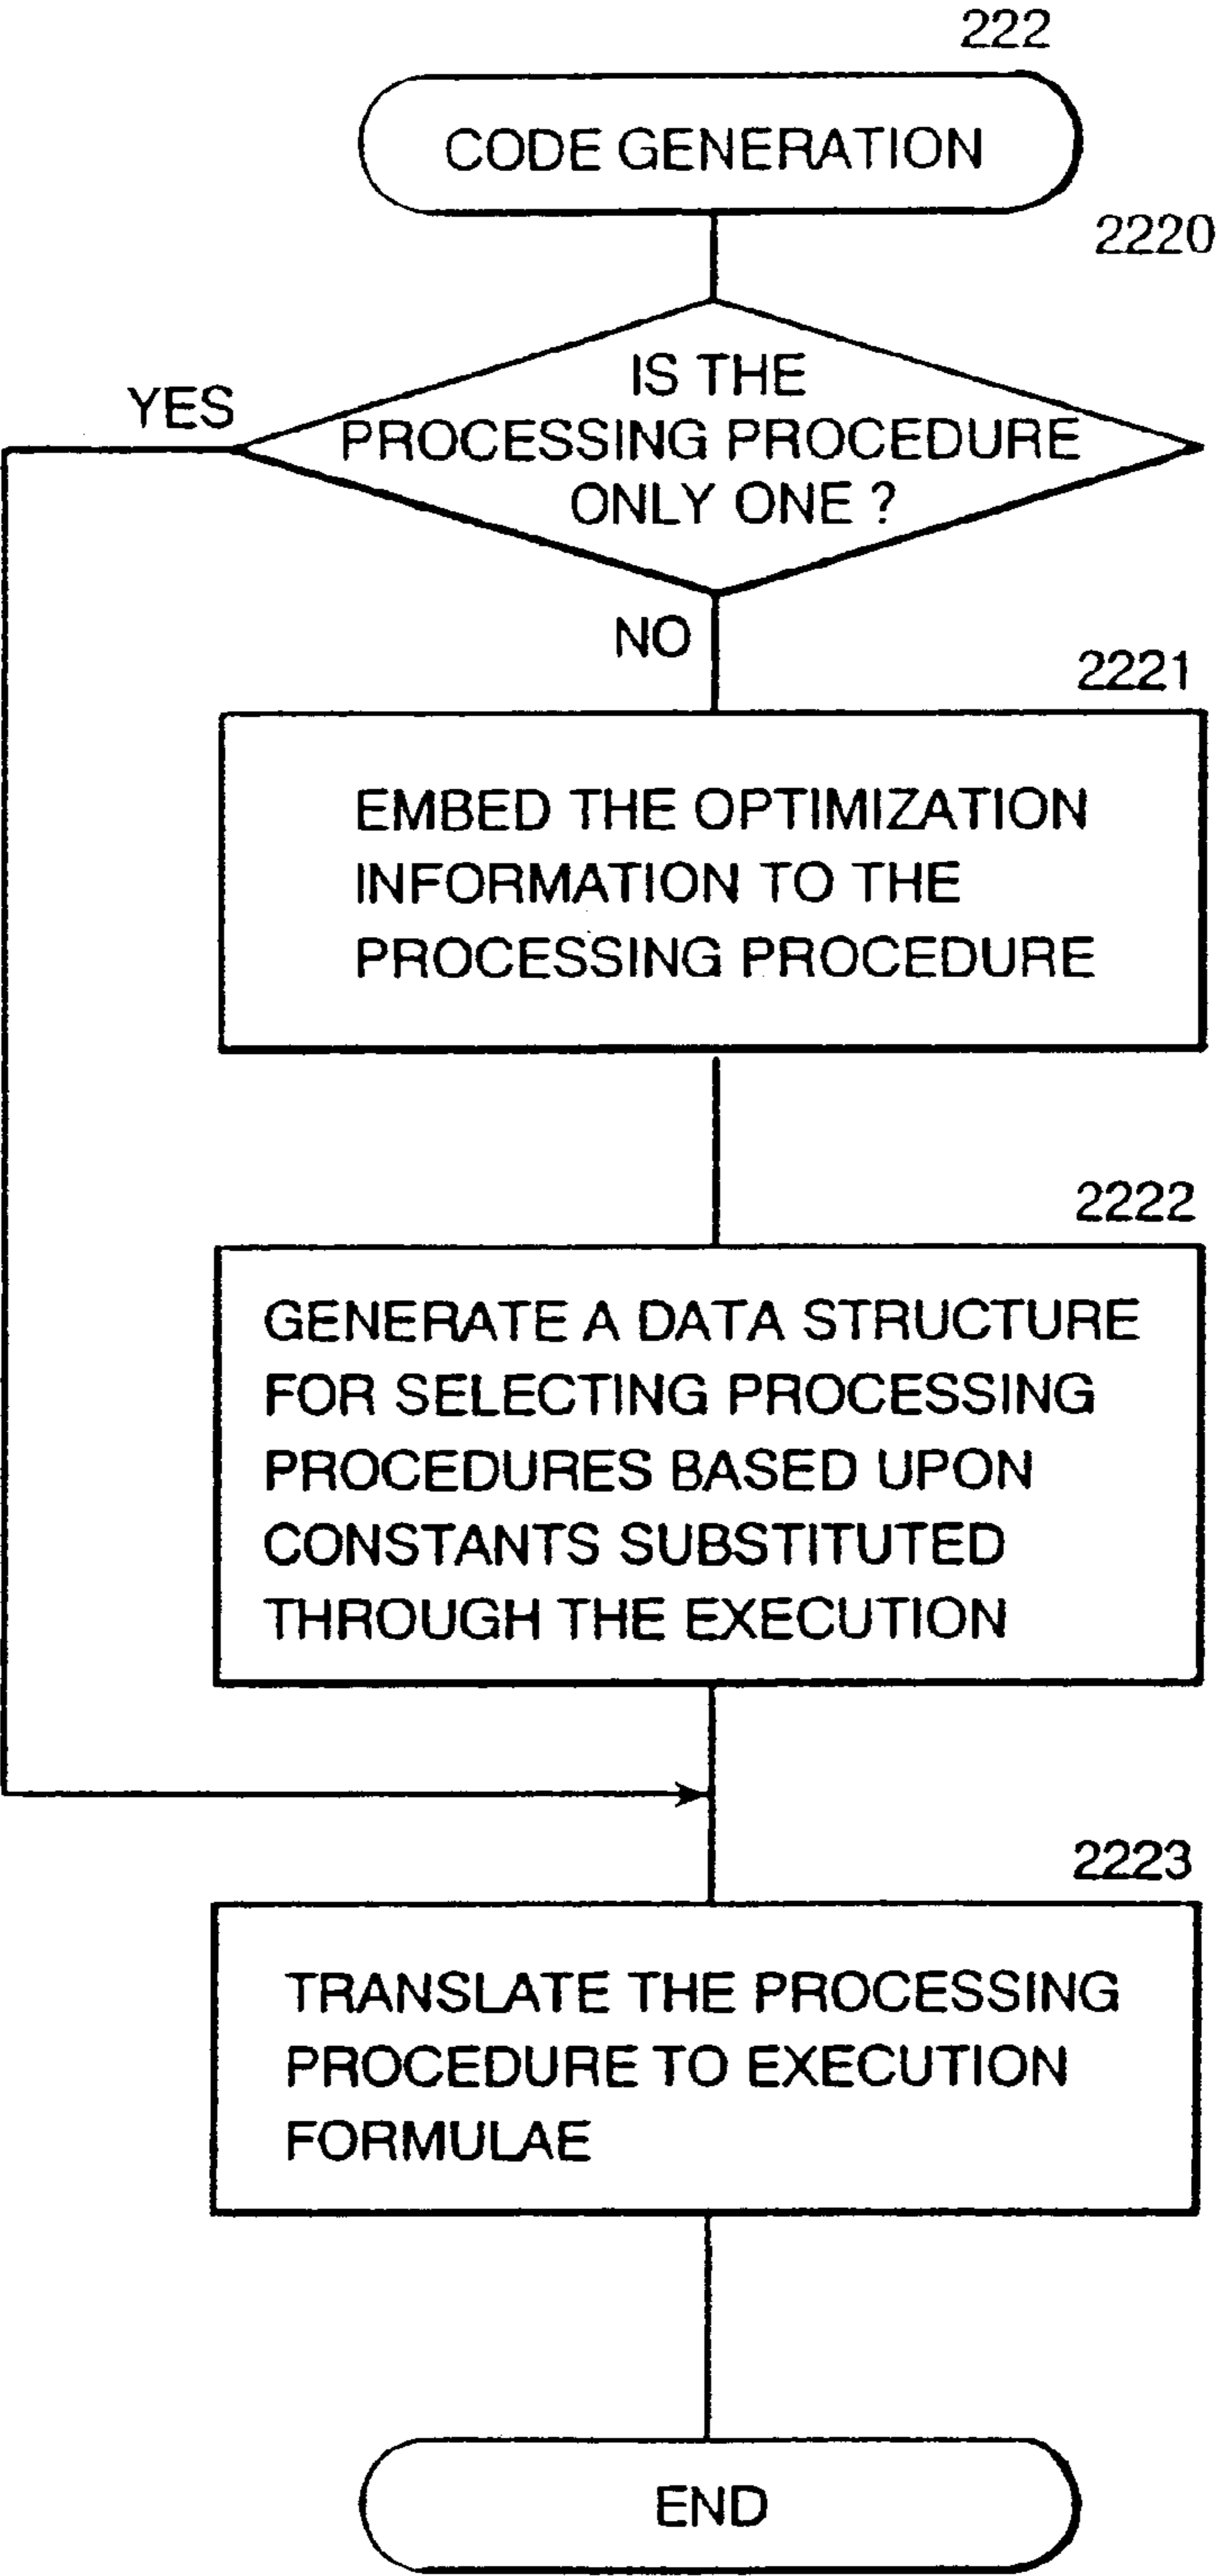 222
CODE GENERATION
2220
IS THE
PROCESSING PROCEDURE
ONLY ONE ?
YES
NO
2221
EMBED THE OPTIMIZATION
INFORMATION TO THE
PROCESSING PROCEDURE
2222
GENERATE A DATA STRUCTURE
FOR SELECTING PROCESSING
PROCEDURES BASED UPON
CONSTANTS SUBSTITUTED
THROUGH THE EXECUTION
2223
TRANSLATE THE PROCESSING
PROCEDURE TO EXECUTION
FORMULAE
END